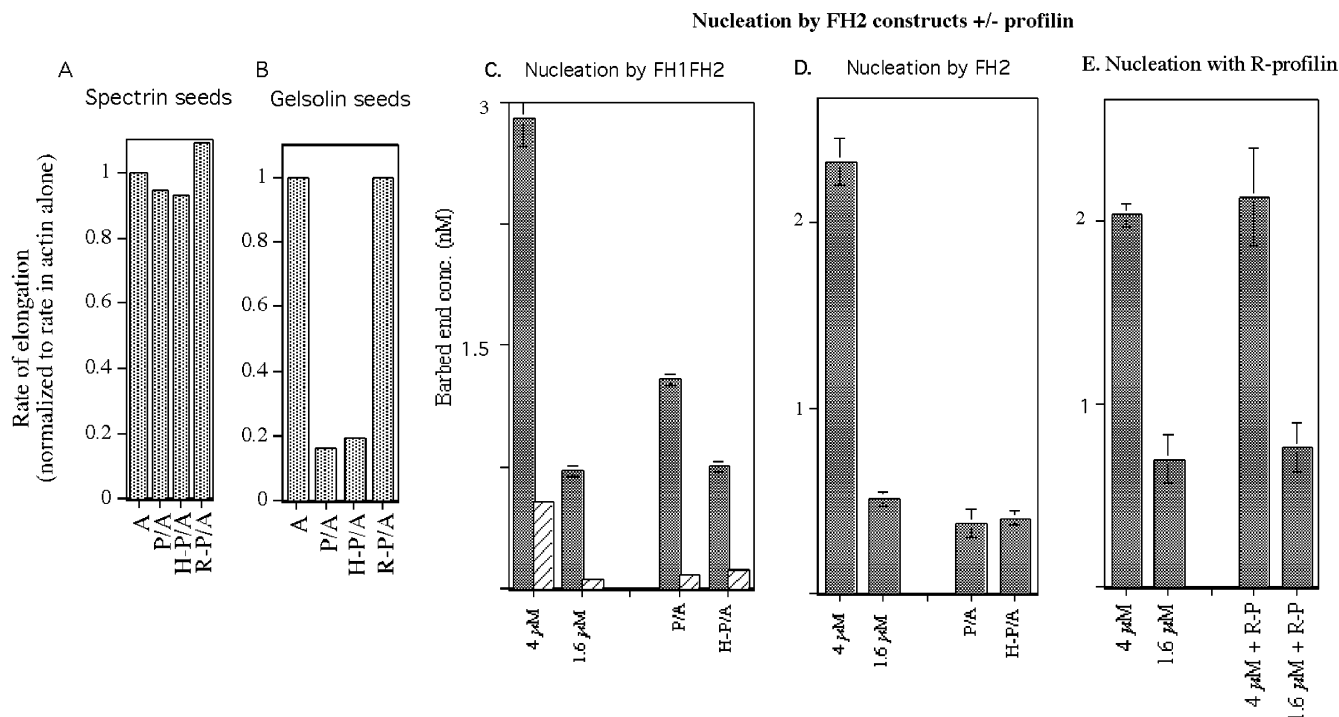 Nucleation by FH2 constructs +/- profilin
A
Spectrin seeds
Rate of elongation
(normalized to rate in actin alone)
1
0.8
0.6
0.4
0.2
0
A
P/A
H-P/A
R-P/A
B
Gelsolin seeds
1
0.8
0.6
0.4
0.2
0
A
P/A
H-P/A
R-P/A
C. Nucleation by FH1FH2
Barbed end conc. (nM)
3
1.5
4 µM
1.6 µM
P/A
H-P/A
D. Nucleation by FH2
2
1
4 µM
1.6 µM
P/A
H-P/A
E. Nucleation with R-profilin
2
1
4 µM
1.6 µM
4 µM + R-P
1.6 µM + R-P